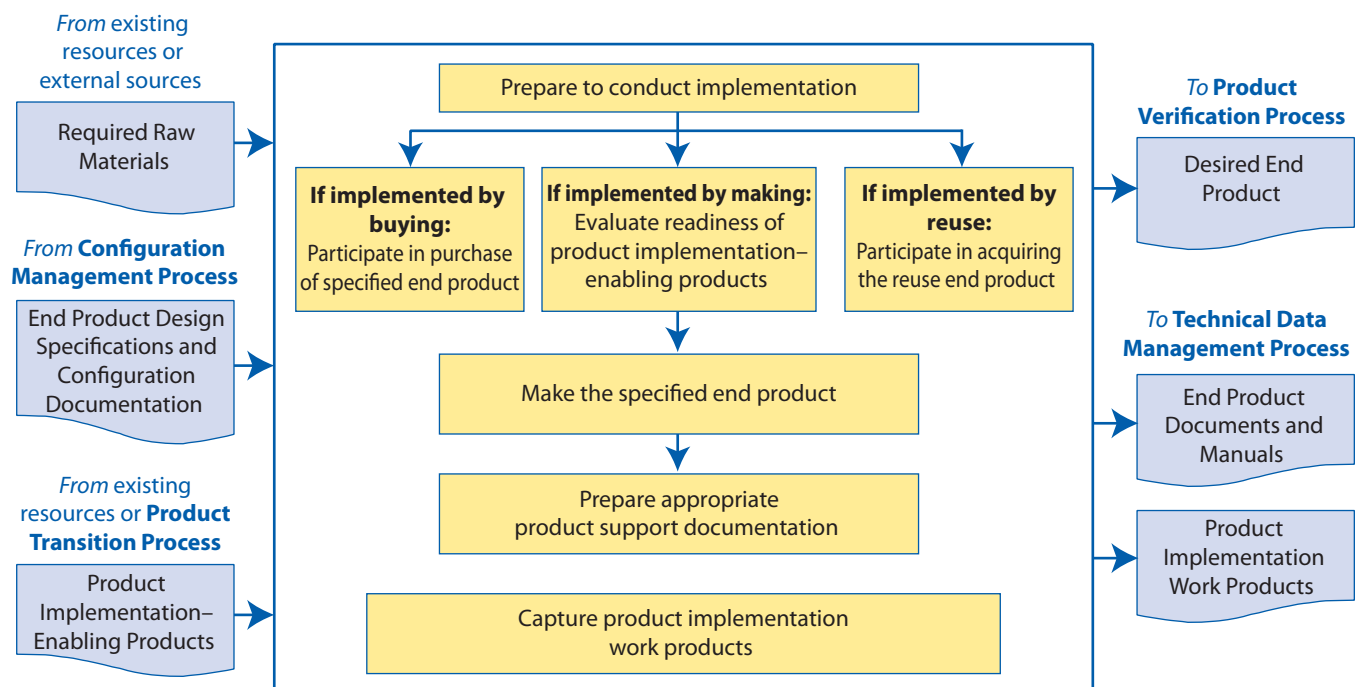 From existing
resources or
external sources
Required Raw
Materials
From Configuration
Management Process
End Product Design
Specifications and
Configuration
Documentation
From existing
resources or Product
Transition Process
Product
Implementation–
Enabling Products
Prepare to conduct implementation
If implemented by
buying:
Participate in purchase
of specified end product
If implemented by making:
Evaluate readiness of
product implementation–
enabling products
If implemented by
reuse:
Participate in acquiring
the reuse end product
Make the specified end product
Prepare appropriate
product support documentation
Capture product implementation
work products
To Product
Verification Process
Desired End
Product
To Technical Data
Management Process
End Product
Documents and
Manuals
Product
Implementation
Work Products